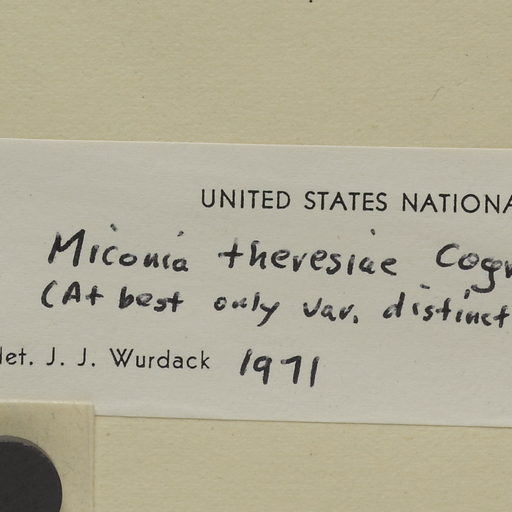 UNITED STATES NATIONA
Miconia theresiae Cogn
(At best only var. distinct
det. J. J. Wurdack 1971